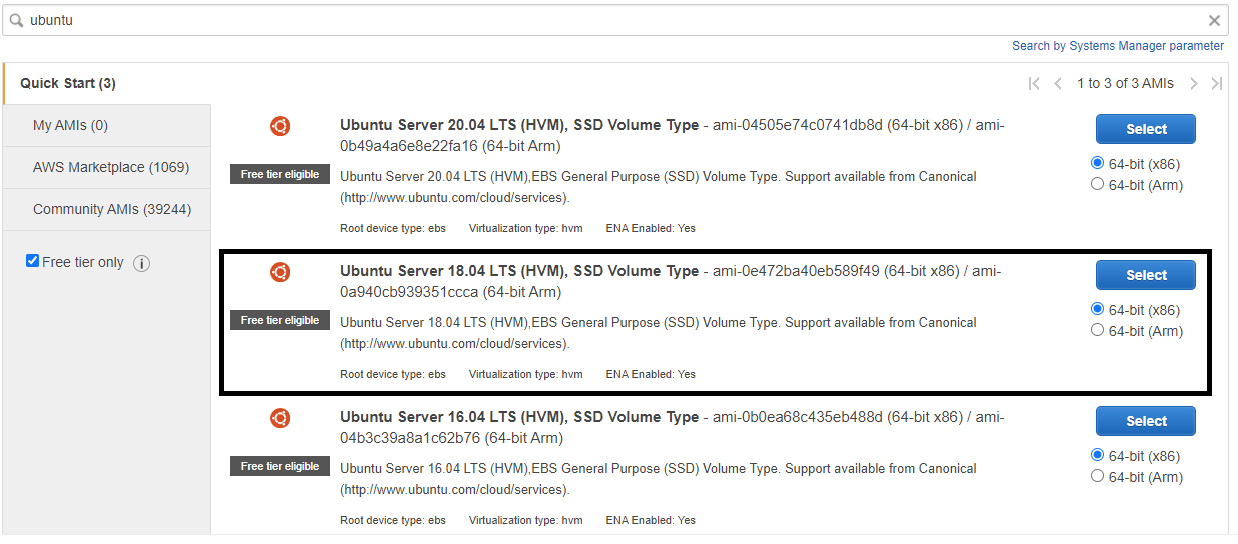 ubuntu
Search by Systems Manager parameter
Quick Start (3)
1 to 3 of 3 AMIs
My AMIs (0)
AWS Marketplace (1069)
Community AMIs (39244)
Free tier only
Ubuntu Server 20.04 LTS (HVM), SSD Volume Type - ami-04505e74c0741db8d (64-bit x86) / ami-
0b49a4a6e8e22fa16 (64-bit Arm)
Free tier eligible
Ubuntu Server 20.04 LTS (HVM),EBS General Purpose (SSD) Volume Type. Support available from Canonical
(http://www.ubuntu.com/cloud/services).
Root device type: ebs Virtualization type: hvm ENA Enabled: Yes
Select
64-bit (x86)
64-bit (Arm)
Ubuntu Server 18.04 LTS (HVM), SSD Volume Type - ami-0e472ba40eb589f49 (64-bit x86) / ami-
0a940cb939351ccca (64-bit Arm)
Free tier eligible
Ubuntu Server 18.04 LTS (HVM),EBS General Purpose (SSD) Volume Type. Support available from Canonical
(http://www.ubuntu.com/cloud/services).
Root device type: ebs Virtualization type: hvm ENA Enabled: Yes
Select
64-bit (x86)
64-bit (Arm)
Ubuntu Server 16.04 LTS (HVM), SSD Volume Type - ami-0b0ea68c435eb488d (64-bit x86) / ami-
04b3c39a8a1c62b76 (64-bit Arm)
Free tier eligible
Ubuntu Server 16.04 LTS (HVM),EBS General Purpose (SSD) Volume Type. Support available from Canonical
(http://www.ubuntu.com/cloud/services).
Root device type: ebs Virtualization type: hvm ENA Enabled: Yes
Select
64-bit (x86)
64-bit (Arm)